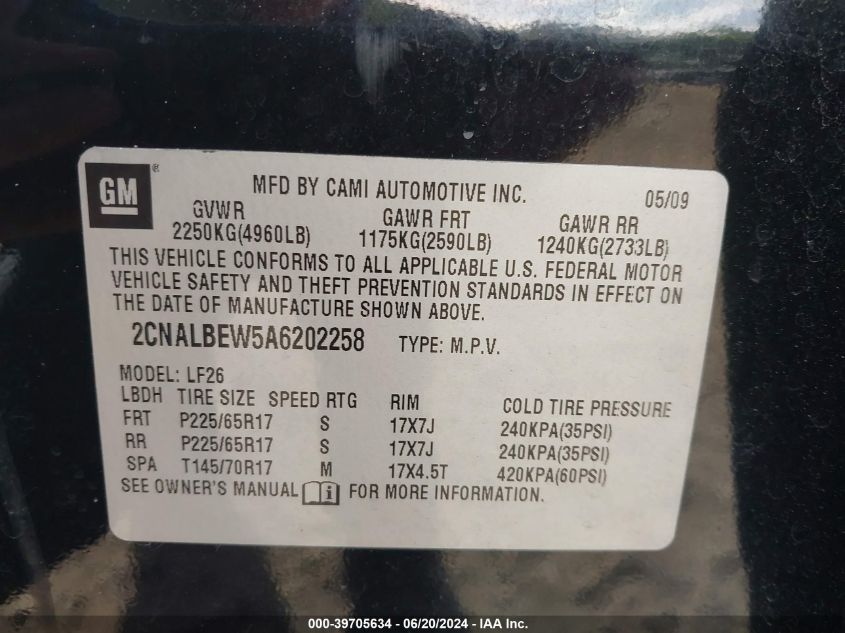 GM ® MFD BY CAMI AUTOMOTIVE INC. 05/09
GVWR GAWR FRT GAWR RR
2250KG(4960LB) 1175KG(2590LB) 1240KG(2733LB)
THIS VEHICLE CONFORMS TO ALL APPLICABLE U.S. FEDERAL MOTOR
VEHICLE SAFETY AND THEFT PREVENTION STANDARDS IN EFFECT ON
THE DATE OF MANUFACTURE SHOWN ABOVE.
2CNALBEW5A6202258 TYPE: M.P.V.
MODEL: LF26
LBDH TIRE SIZE SPEED RTG RIM COLD TIRE PRESSURE
FRT P225/65R17 S 17X7J 240KPA(35PSI)
RR P225/65R17 S 17X7J 240KPA(35PSI)
SPA T145/70R17 M 17X4.5T 420KPA(60PSI)
SEE OWNER'S MANUAL i FOR MORE INFORMATION.
000-39705634 - 06/20/2024 - IAA Inc.